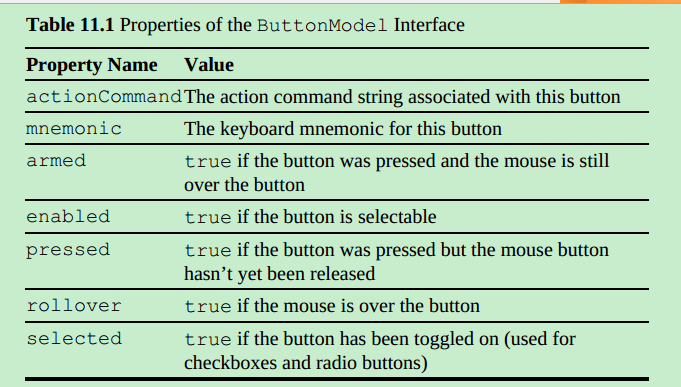 Table 11.1 Properties of the ButtonModel Interface
Property Name Value
actionCommand The action command string associated with this button
mnemonic The keyboard mnemonic for this button
armed true if the button was pressed and the mouse is still
over the button
enabled true if the button is selectable
pressed true if the button was pressed but the mouse button
hasn’t yet been released
rollover true if the mouse is over the button
selected true if the button has been toggled on (used for
checkboxes and radio buttons)